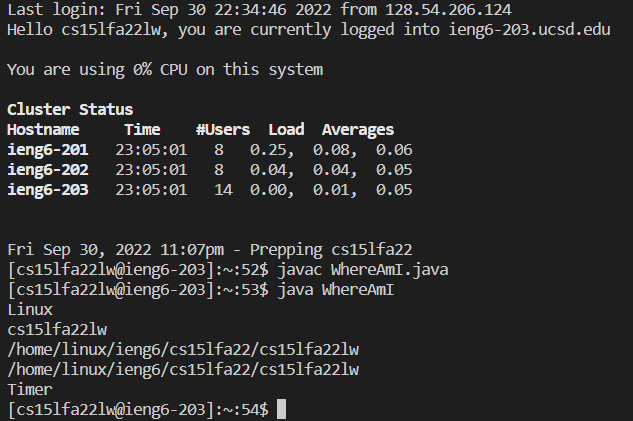 Last login: Fri Sep 30 22:34:46 2022 from 128.54.206.124
Hello cs15lfa22lw, you are currently logged into ieng6-203.ucsd.edu
You are using 0% CPU on this system
Cluster Status
Hostname     Time    #Users  Load  Averages
ieng6-201   23:05:01   8   0.25,  0.08,  0.06
ieng6-202   23:05:01   8   0.04,  0.04,  0.05
ieng6-203   23:05:01   14  0.00,  0.01,  0.05
Fri Sep 30, 2022 11:07pm - Prepping cs15lfa22
[cs15lfa22lw@ieng6-203]:~:52$ javac WhereAmI.java
[cs15lfa22lw@ieng6-203]:~:53$ java WhereAmI
Linux
cs15lfa22lw
/home/linux/ieng6/cs15lfa22/cs15lfa22lw
/home/linux/ieng6/cs15lfa22/cs15lfa22lw
Timer
[cs15lfa22lw@ieng6-203]:~:54$